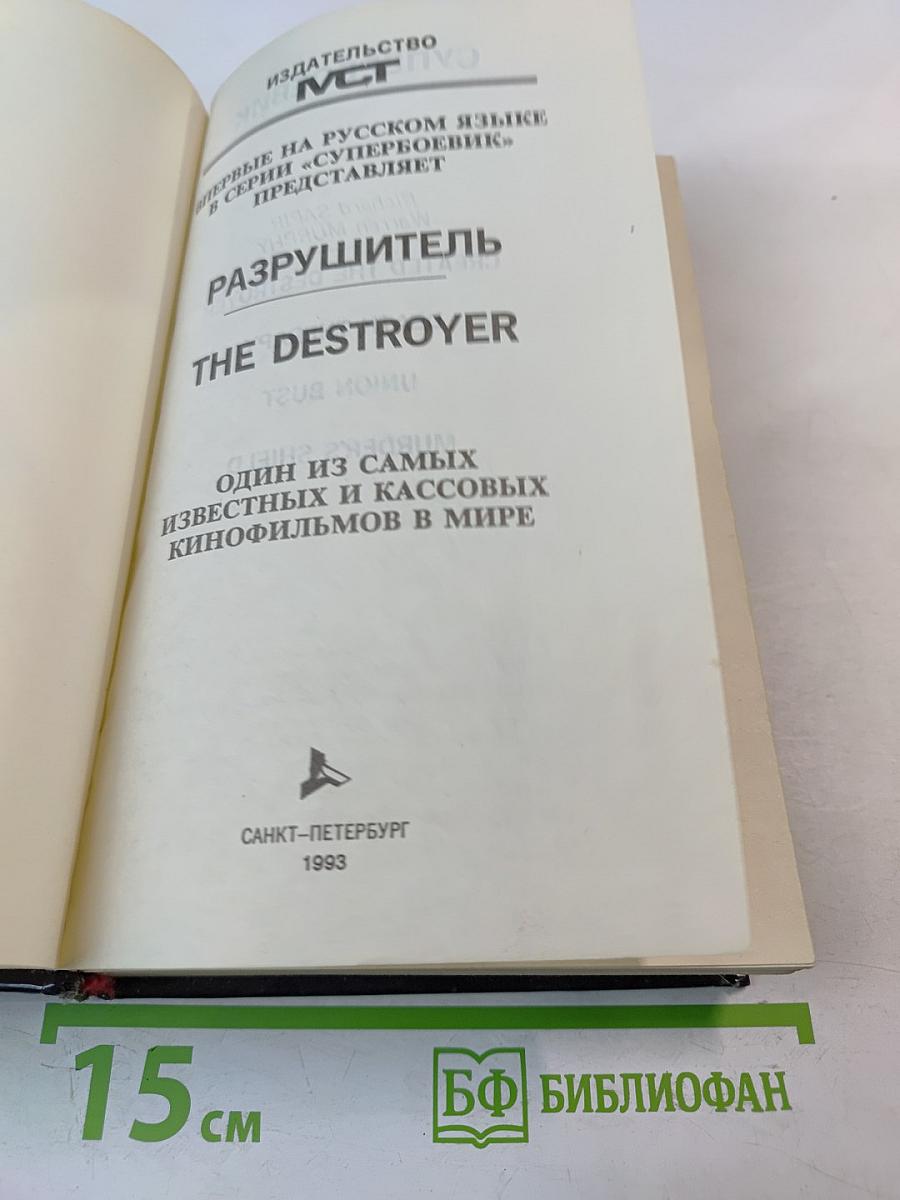 ИЗДАТЕЛЬСТВО
МСТ
ВПЕРВЫЕ НА РУССКОМ ЯЗЫКЕ
В СЕРИИ «СУПЕРБОЕВИК»
ПРЕДСТАВЛЯЕТ
РАЗРУШИТЕЛЬ
THE DESTROYER
ОДИН ИЗ САМЫХ
ИЗВЕСТНЫХ И КАССОВЫХ
КИНОФИЛЬМОВ В МИРЕ
САНКТ–ПЕТЕРБУРГ
1993
15 см
БФ БИБЛИОФАН